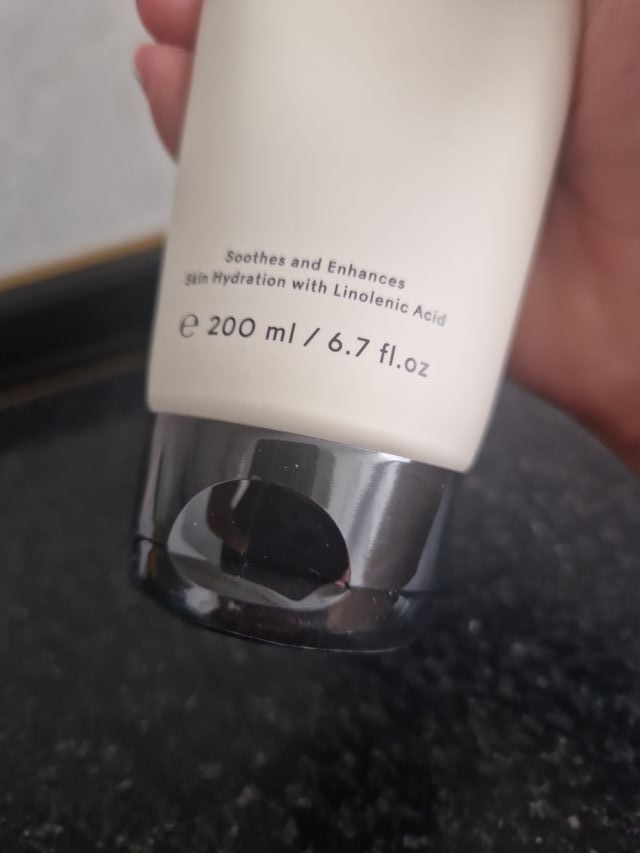 Soothes and Enhances
Skin Hydration with Linolenic Acid
℮ 200 ml / 6.7 fl.oz